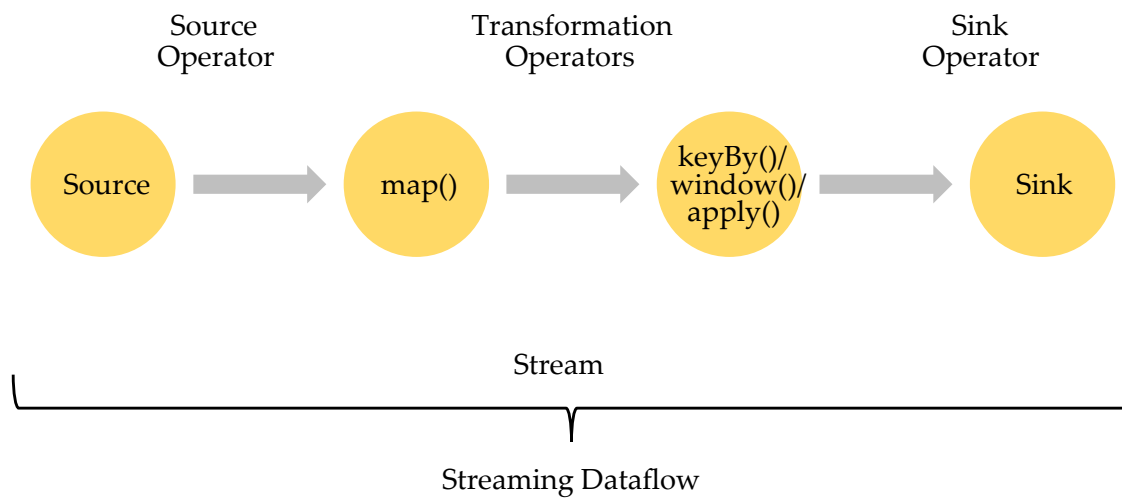 Source
Operator
Transformation
Operators
Sink
Operator
Source
map()
keyBy()/
window()/
apply()
Sink
Stream
Streaming Dataflow